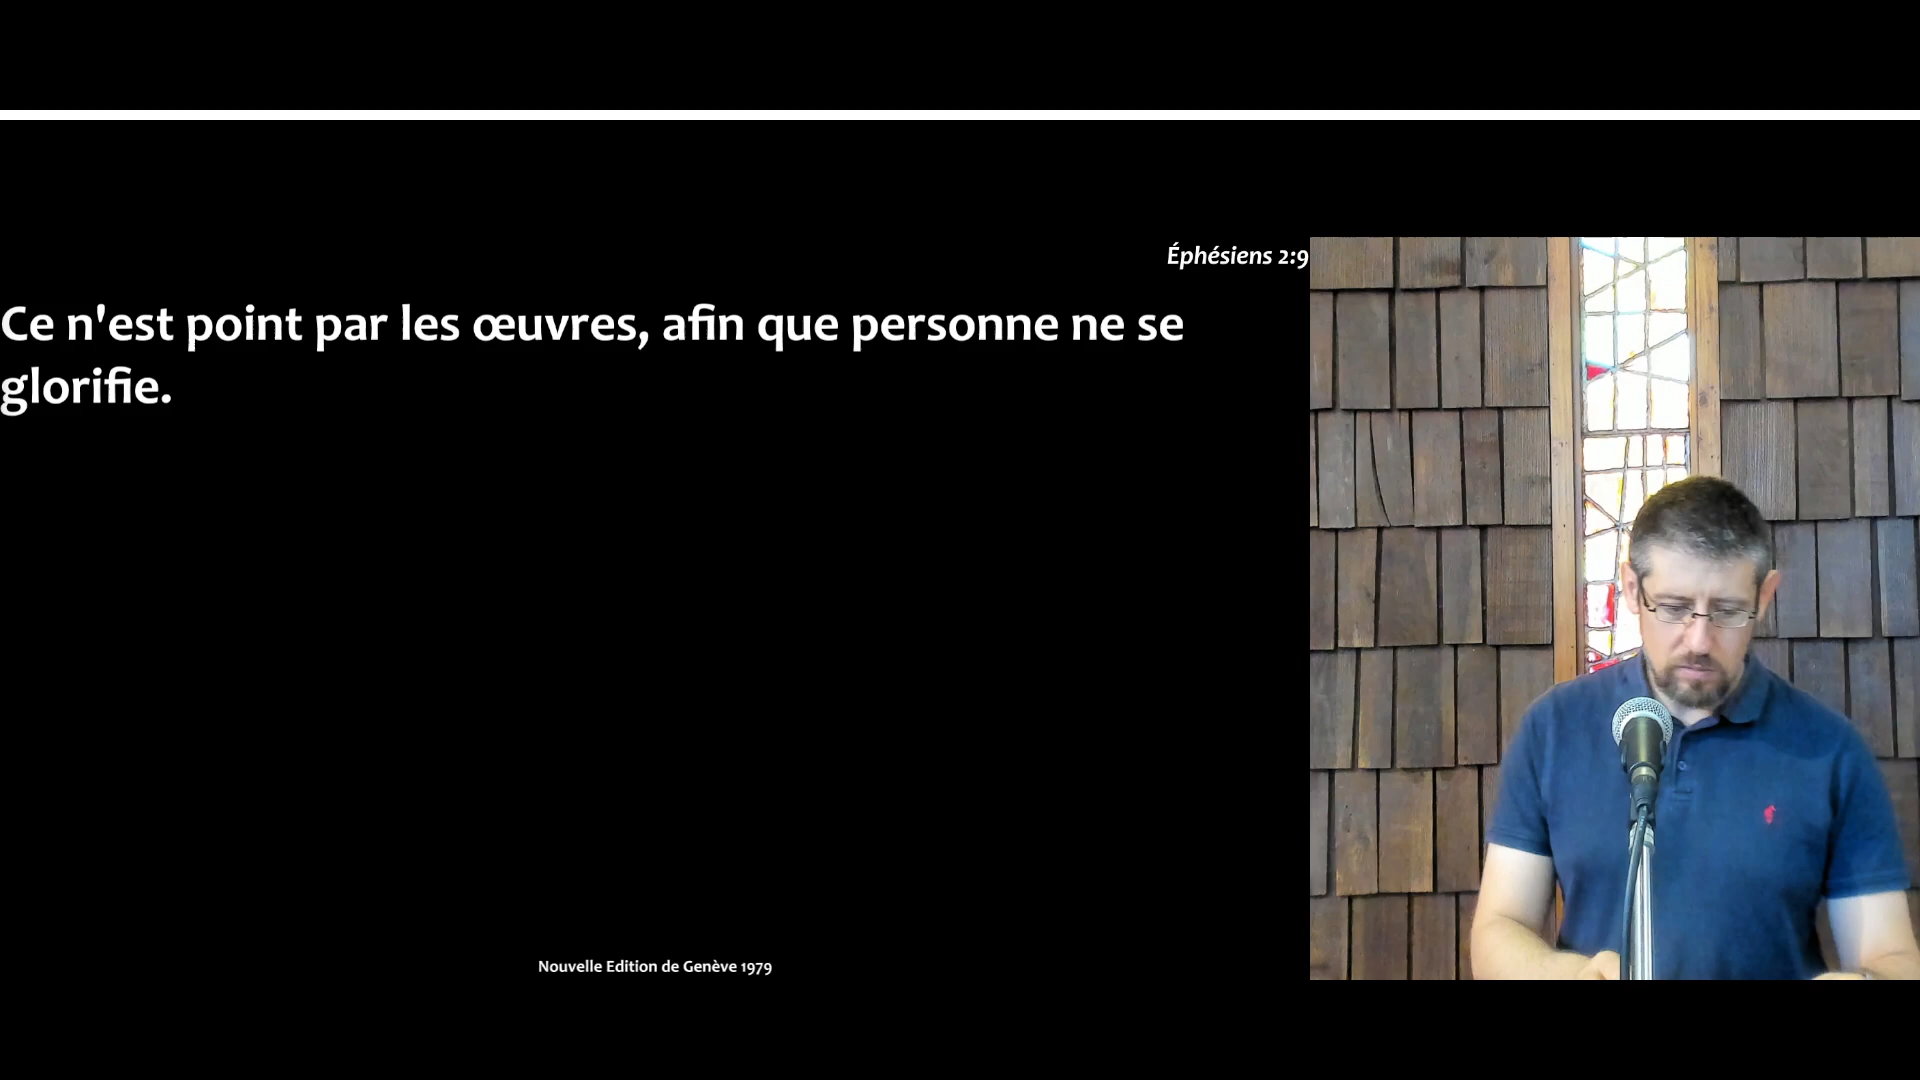 Éphésiens 2:9
Ce n'est point par les œuvres, afin que personne ne se
glorifie.
Nouvelle Edition de Genève 1979